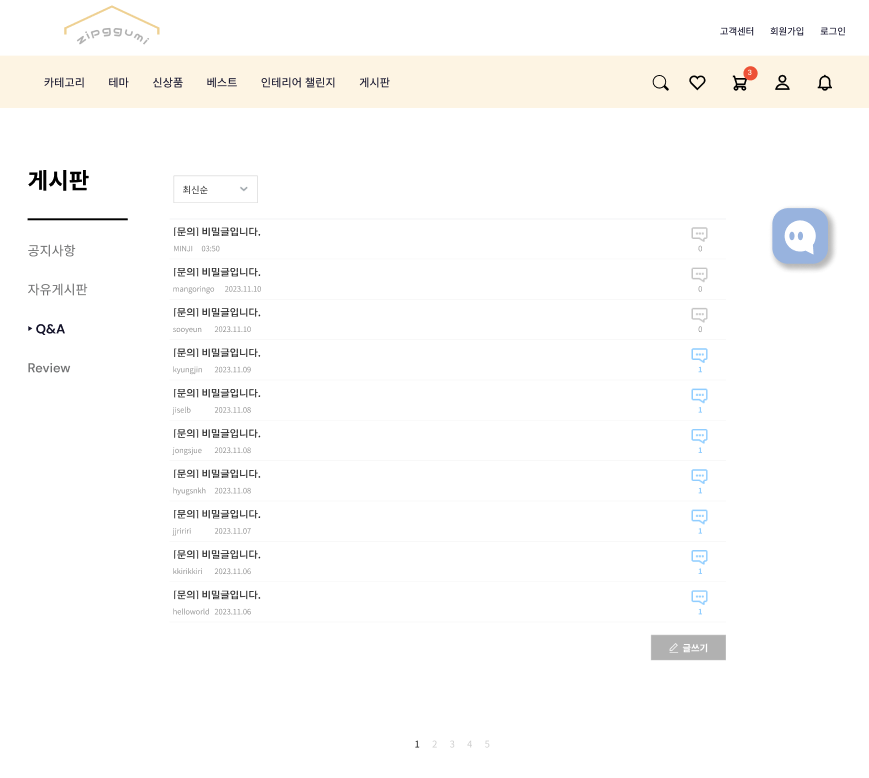 zipggumi
고객센터 회원가입 로그인
카테고리 테마 신상품 베스트 인테리어 챌린지 게시판
3
게시판
공지사항
자유게시판
Q&A
Review
최신순
[문의] 비밀글입니다.
MINJI 03:50
0
[문의] 비밀글입니다.
mangoringo 2023.11.10
0
[문의] 비밀글입니다.
sooyeun 2023.11.10
0
[문의] 비밀글입니다.
kyungjin 2023.11.09
1
[문의] 비밀글입니다.
jiselb 2023.11.08
1
[문의] 비밀글입니다.
jongsjue 2023.11.08
1
[문의] 비밀글입니다.
hyugsnkh 2023.11.08
1
[문의] 비밀글입니다.
jjririri 2023.11.07
1
[문의] 비밀글입니다.
kkirikkiri 2023.11.06
1
[문의] 비밀글입니다.
helloworld 2023.11.06
1
글쓰기
1 2 3 4 5